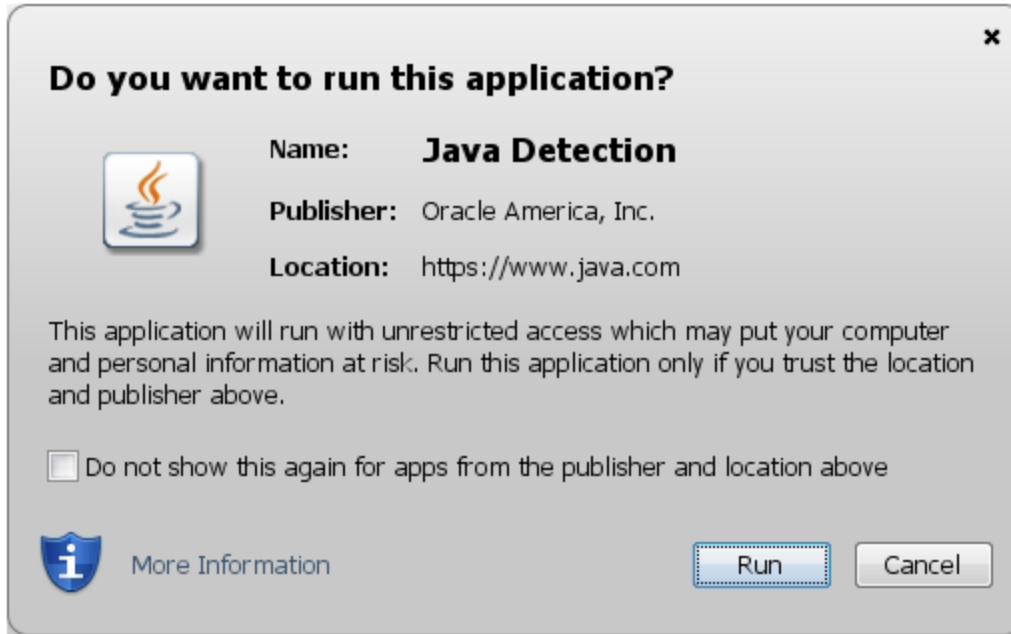 Do you want to run this application?
Name: Java Detection
Publisher: Oracle America, Inc.
Location: https://www.java.com
This application will run with unrestricted access which may put your computer
and personal information at risk. Run this application only if you trust the location
and publisher above.
Do not show this again for apps from the publisher and location above
More Information
Run
Cancel